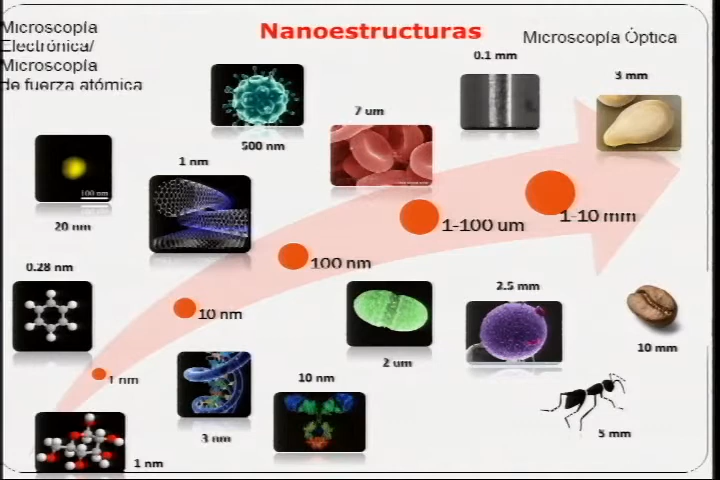 Nanoestructuras
Microscopía
Electrónica/
Microscopía
de fuerza atómica
Microscopía Óptica
0.1 mm
3 mm
500 nm
7 um
1 nm
100 nm
20 nm
1-10 mm
1-100 um
100 nm
0.28 nm
10 nm
2.5 mm
10 mm
2 um
1 nm
10 nm
3 nm
5 mm
1 nm